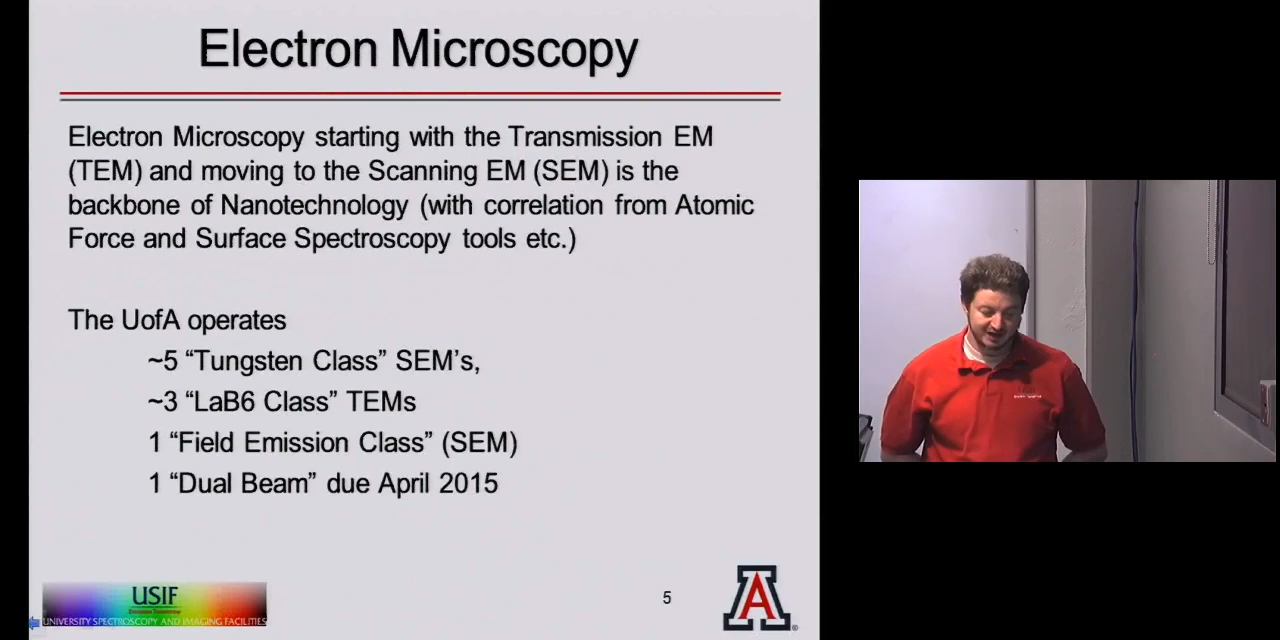 Electron Microscopy
Electron Microscopy starting with the Transmission EM
(TEM) and moving to the Scanning EM (SEM) is the
backbone of Nanotechnology (with correlation from Atomic
Force and Surface Spectroscopy tools etc.)
The UofA operates
~5 “Tungsten Class” SEM’s,
~3 “LaB6 Class” TEMs
1 “Field Emission Class” (SEM)
1 “Dual Beam” due April 2015
USIF
UNIVERSITY SPECTROSCOPY AND IMAGING FACILITIES
5
A